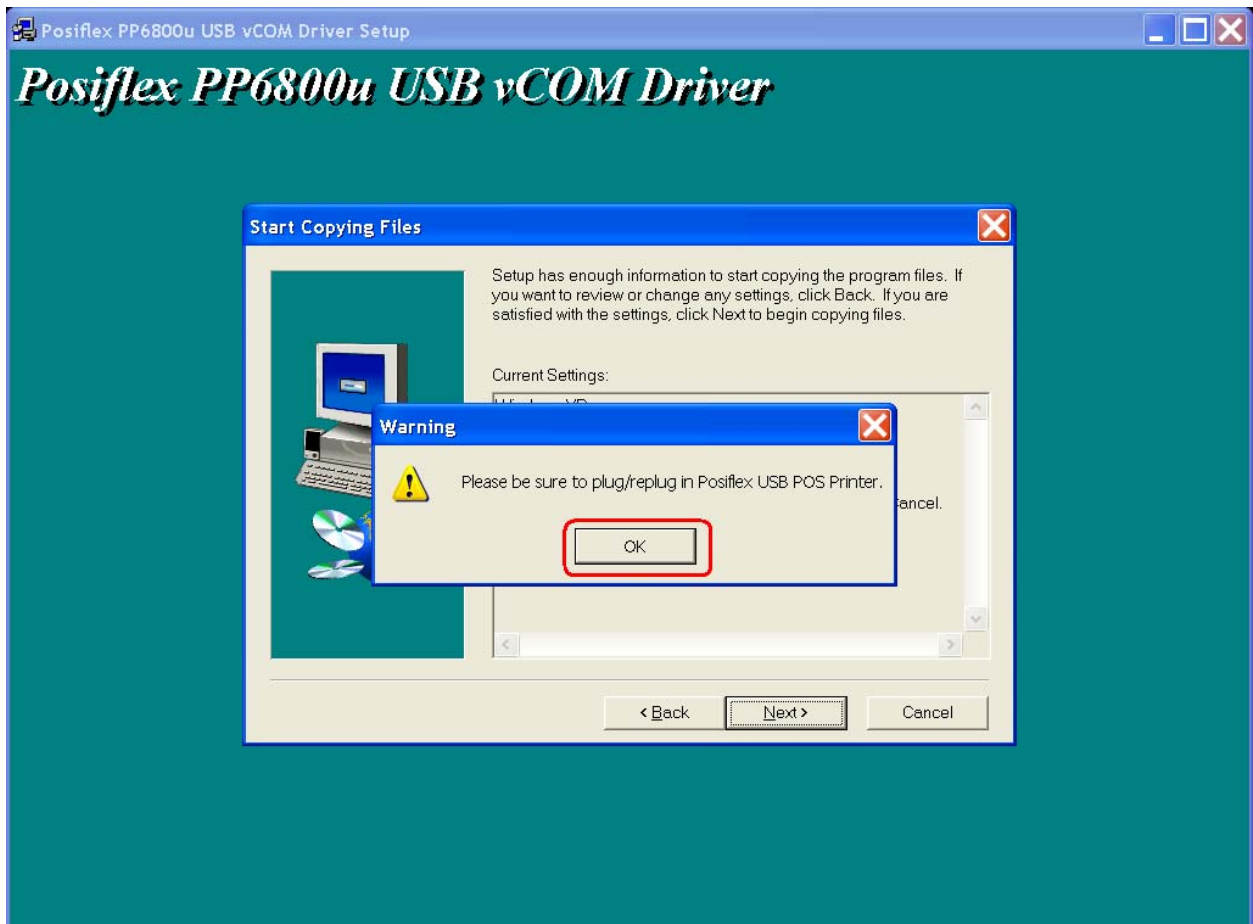 Posiflex PP6800u USB vCOM Driver Setup
Posiflex PP6800u USB vCOM Driver
Start Copying Files
Setup has enough information to start copying the program files. If
you want to review or change any settings, click Back. If you are
satisfied with the settings, click Next to begin copying files.
Current Settings:
Warning
Please be sure to plug/replug in Posiflex USB POS Printer.
ancel.
OK
< Back
Next >
Cancel